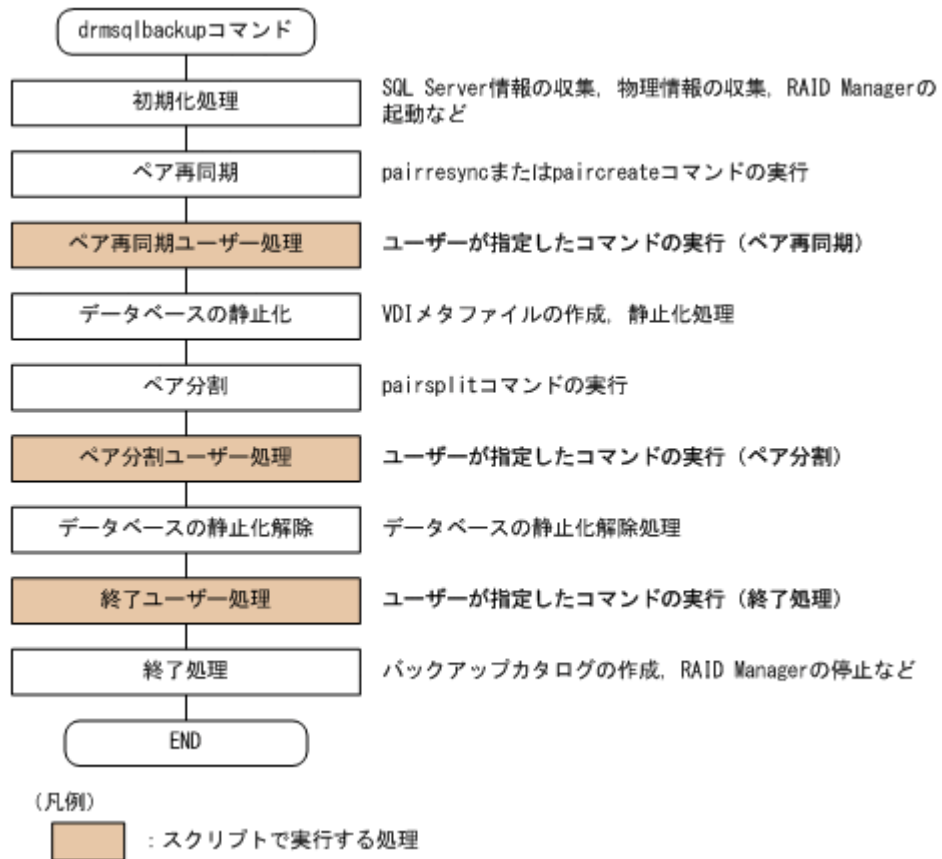 drmsqlbackupコマンド
初期化処理
SQL Server情報の収集, 物理情報の収集, RAID Managerの
起動など
ペア再同期
pairresyncまたはpaircreateコマンドの実行
ペア再同期ユーザー処理
ユーザーが指定したコマンドの実行（ペア再同期）
データベースの静止化
VDIメタファイルの作成, 静止化処理
ペア分割
pairsplitコマンドの実行
ペア分割ユーザー処理
ユーザーが指定したコマンドの実行（ペア分割）
データベースの静止化解除
データベースの静止化解除処理
終了ユーザー処理
ユーザーが指定したコマンドの実行（終了処理）
終了処理
バックアップカタログの作成, RAID Managerの停止など
END
（凡例）
：スクリプトで実行する処理